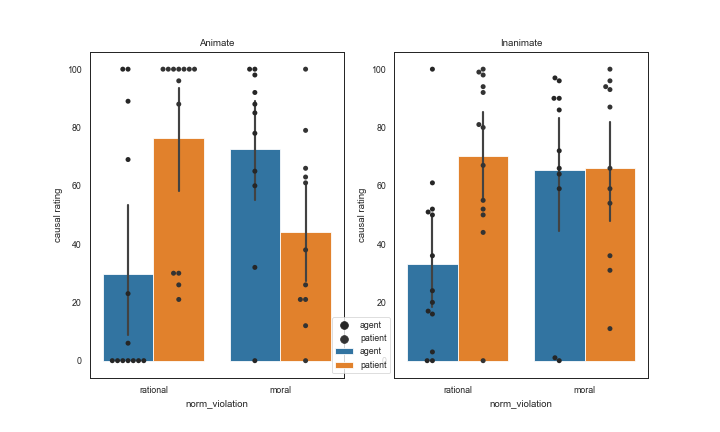 Animate
causal rating
100
80
60
40
20
0
rational
moral
norm_violation
Inanimate
causal rating
100
80
60
40
20
rational
moral
norm_violation
agent
patient
agent
patient